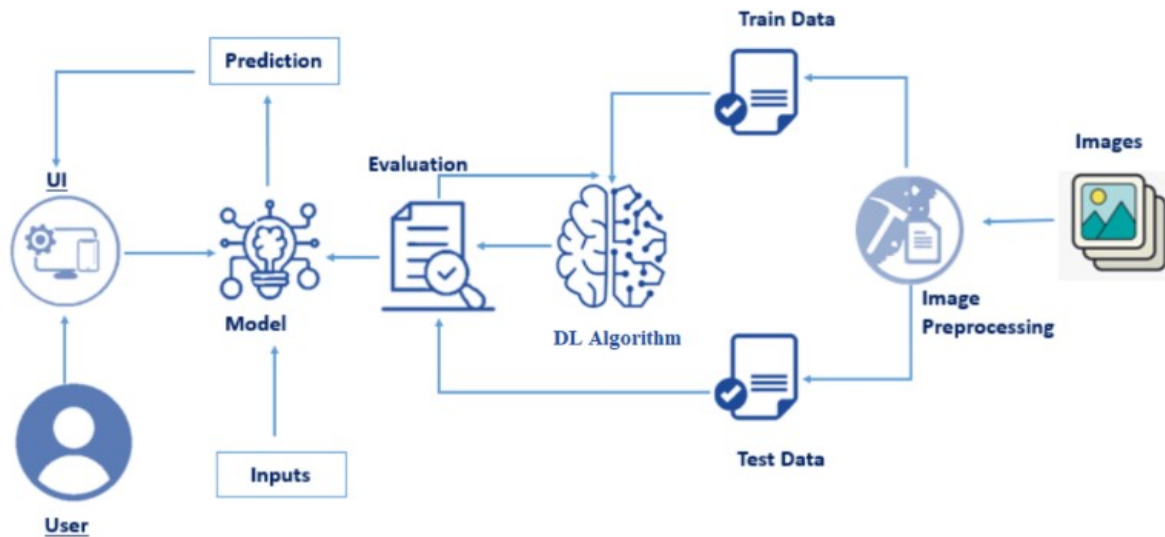 Train Data
Prediction
Images
Evaluation
UI
Image
Preprocessing
Model
DL Algorithm
Inputs
Test Data
User